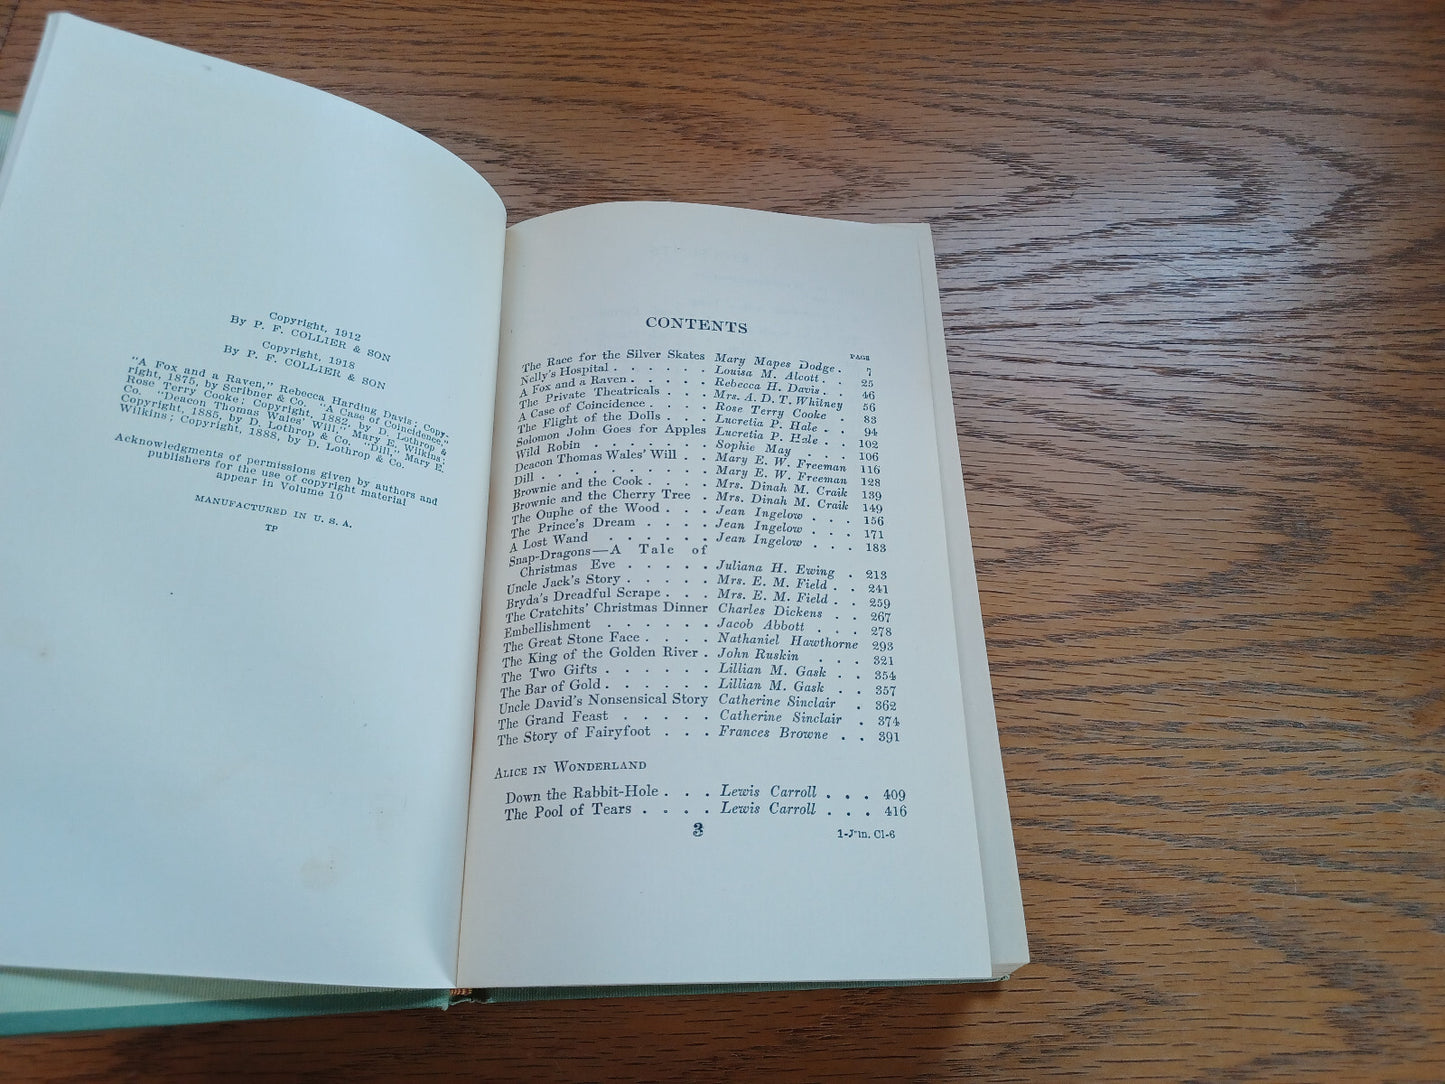 Copyright, 1912
By P. F. COLLIER & SON
Copyright, 1918
By P. F. COLLIER & SON
"A Fox and a Raven," Rebecca Harding Davis; Copy-
right, 1875, by Scribner & Co. "A Case of Coincidence,"
Rose Terry Cooke; Copyright, 1882, by D. Lothrop &
Co. "Deacon Thomas Wales' Will," Mary E. Wilkins;
Copyright, 1885, by D. Lothrop & Co. "Dill," Mary E.
Wilkins; Copyright, 1888, by D. Lothrop & Co.
Acknowledgments of permissions given by authors and
publishers for the use of copyright material
appear in Volume 10
MANUFACTURED IN U. S. A.
TP
CONTENTS
PAGE
The Race for the Silver Skates Mary Mapes Dodge . 7
Nelly's Hospital . . . . . . Louisa M. Alcott . . 25
A Fox and a Raven . . . . . Rebecca H. Davis . . 46
The Private Theatricals . . . Mrs. A. D. T. Whitney 56
A Case of Coincidence . . . . Rose Terry Cooke . 83
The Flight of the Dolls . . . . Lucretia P. Hale . . 94
Solomon John Goes for Apples Lucretia P. Hale . . 102
Wild Robin . . . . . . . Sophie May . . . 106
Deacon Thomas Wales' Will . . Mary E. W. Freeman 116
Dill . . . . . . . . . . Mary E. W. Freeman 128
Brownie and the Cook . . . . Mrs. Dinah M. Craik 139
Brownie and the Cherry Tree . Mrs. Dinah M. Craik 149
The Ouphe of the Wood . . . Jean Ingelow . . . 156
The Prince's Dream . . . . Jean Ingelow . . . 171
A Lost Wand . . . . . . Jean Ingelow . . . 183
Snap-Dragons—A Tale of
Christmas Eve . . . . . Juliana H. Ewing . 213
Uncle Jack's Story . . . . . Mrs. E. M. Field . . 241
Bryda's Dreadful Scrape . . . Mrs. E. M. Field . . 259
The Cratchits' Christmas Dinner Charles Dickens . . 267
Embellishment . . . . . . Jacob Abbott . . . 278
The Great Stone Face . . . . Nathaniel Hawthorne 293
The King of the Golden River . John Ruskin . . . 321
The Two Gifts . . . . . . Lillian M. Gask . . 354
The Bar of Gold . . . . . . Lillian M. Gask . . 357
Uncle David's Nonsensical Story Catherine Sinclair . 362
The Grand Feast . . . . . Catherine Sinclair . 374
The Story of Fairyfoot . . . Frances Browne . . 391
ALICE IN WONDERLAND
Down the Rabbit-Hole . . . Lewis Carroll . . . 409
The Pool of Tears . . . . Lewis Carroll . . . 416
3
1-Jun. Cl-6